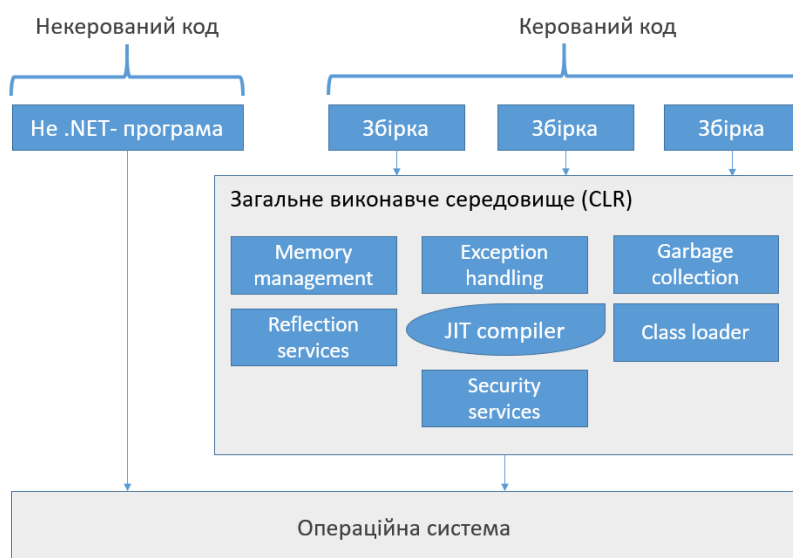 Некерований код
Керований код
Не .NET- програма
Збірка
Збірка
Збірка
Загальне виконавче середовище (CLR)
Memory
management
Exception
handling
Garbage
collection
Reflection
services
JIT compiler
Class loader
Security
services
Операційна система